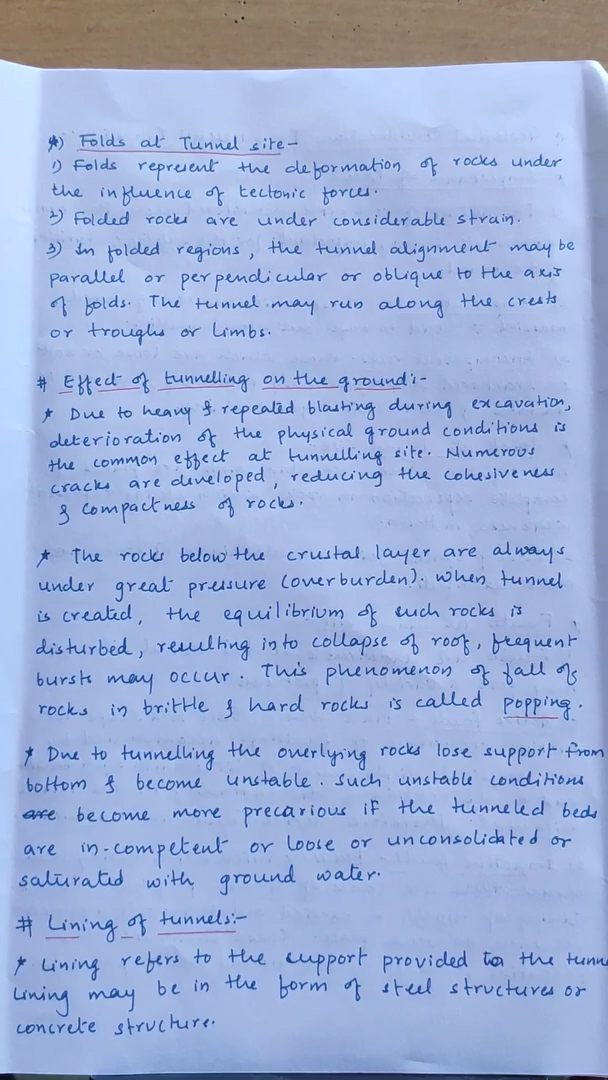 *) Folds at Tunnel site-
1) Folds represent the deformation of rocks under
the influence of tectonic forces.
2) Folded rocks are under considerable strain.
3) In folded regions, the tunnel alignment may be
parallel or perpendicular or oblique to the axis
of folds. The tunnel may run along the crests
or troughs or limbs.
# Effect of tunnelling on the ground:-
* Due to heavy & repeated blasting during excavation,
deterioration of the physical ground conditions is
the common effect at tunnelling site. Numerous
cracks are developed, reducing the cohesiveness
& compactness of rocks.
* The rocks below the crustal layer are always
under great pressure (overburden). When tunnel
is created, the equilibrium of such rocks is
disturbed, resulting into collapse of roof, frequent
bursts may occur. This phenomenon of fall of
rocks in brittle & hard rocks is called popping.
* Due to tunnelling the overlying rocks lose support from
bottom & become unstable. Such unstable conditions
are become more precarious if the tunneled beds
are in-competent or loose or unconsolidated or
saturated with ground water.
# Lining of tunnels:-
* Lining refers to the support provided to the tunne
Lining may be in the form of steel structures or
concrete structure.